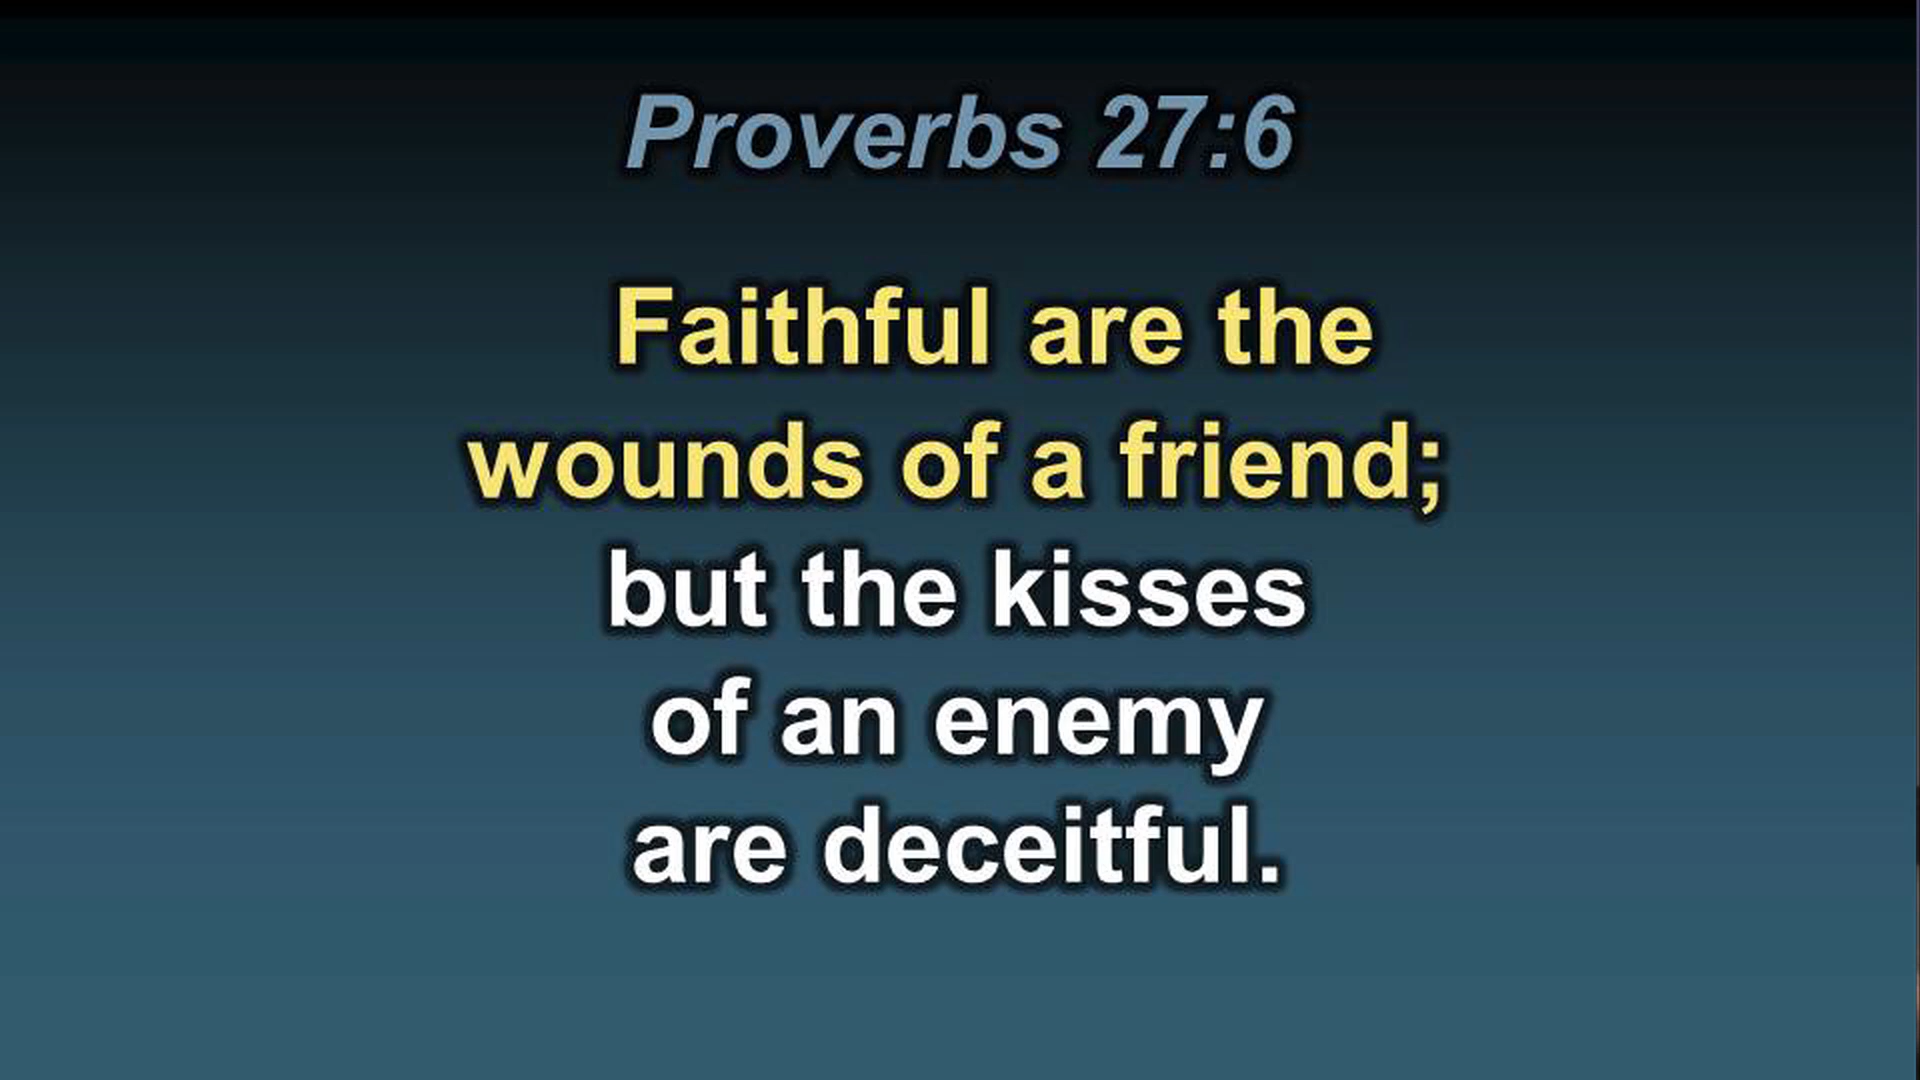 Proverbs 27:6
Faithful are the
wounds of a friend;
but the kisses
of an enemy
are deceitful.